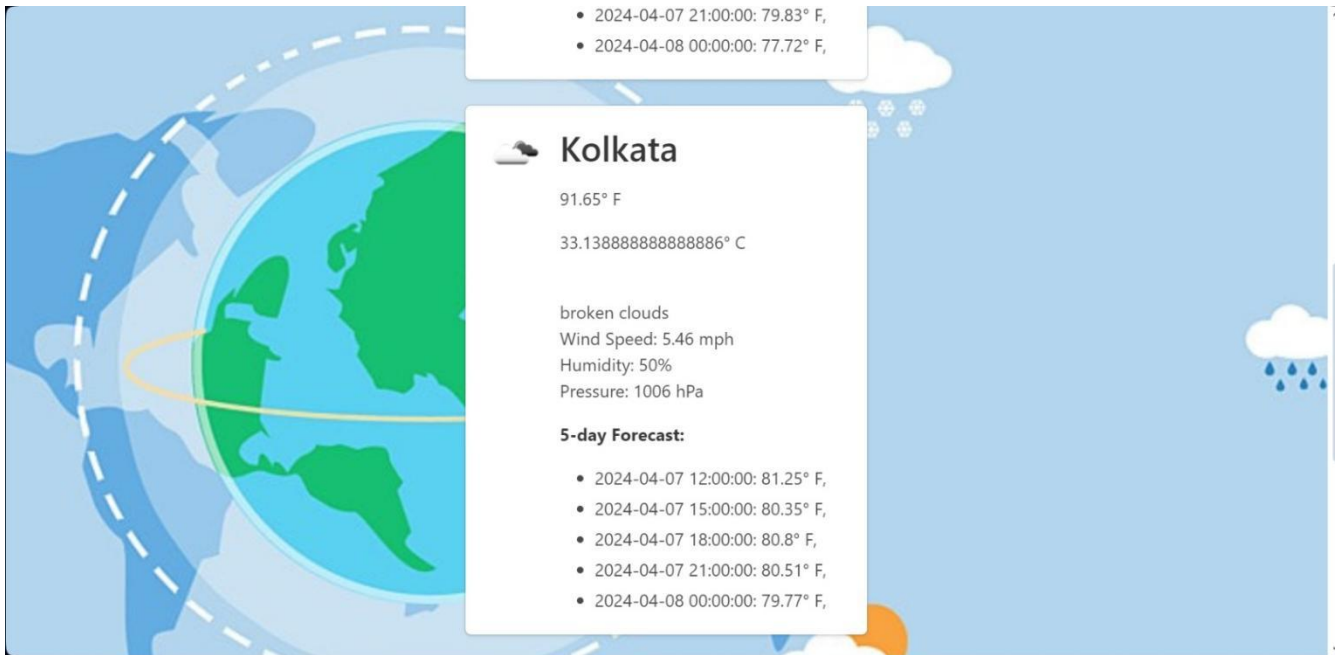 2024-04-07 21:00:00: 79.83° F,
2024-04-08 00:00:00: 77.72° F,
Kolkata
91.65° F
33.138888888888886° C
broken clouds
Wind Speed: 5.46 mph
Humidity: 50%
Pressure: 1006 hPa
5-day Forecast:
2024-04-07 12:00:00: 81.25° F,
2024-04-07 15:00:00: 80.35° F,
2024-04-07 18:00:00: 80.8° F,
2024-04-07 21:00:00: 80.51° F,
2024-04-08 00:00:00: 79.77° F,